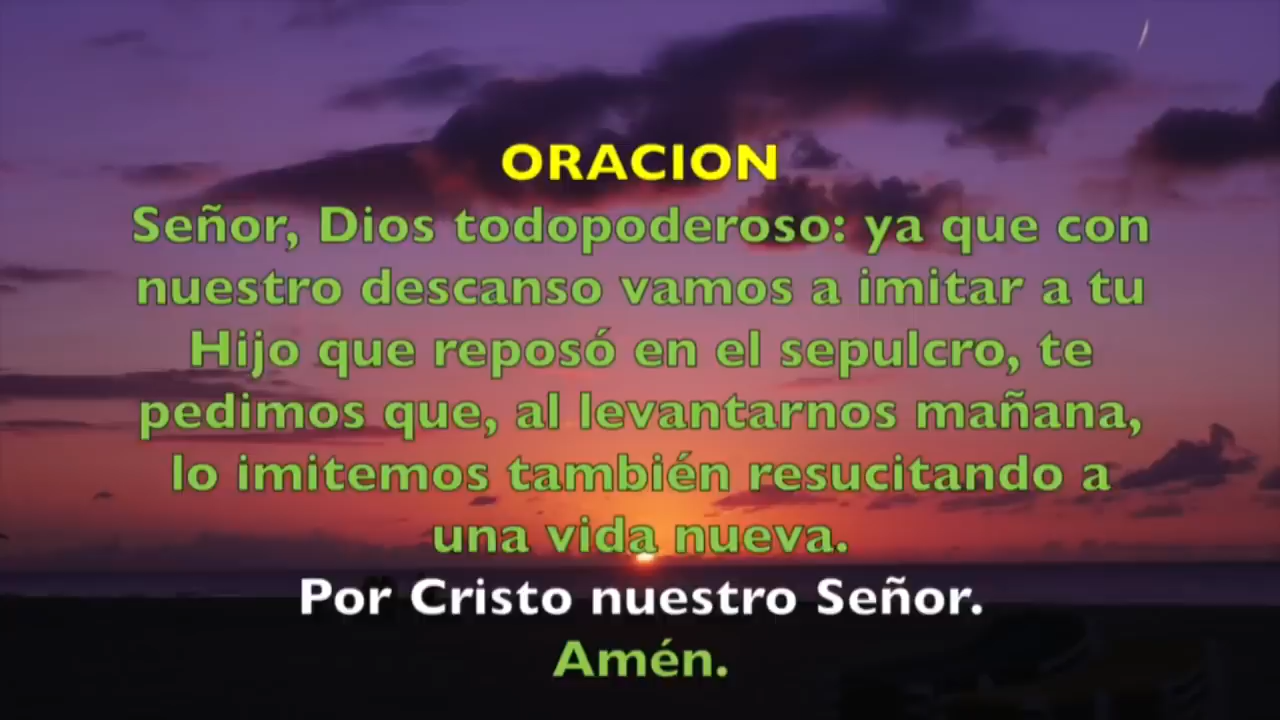 ORACION
Señor, Dios todopoderoso: ya que con
nuestro descanso vamos a imitar a tu
Hijo que reposó en el sepulcro, te
pedimos que, al levantarnos mañana,
lo imitemos también resucitando a
una vida nueva.
Por Cristo nuestro Señor.
Amén.